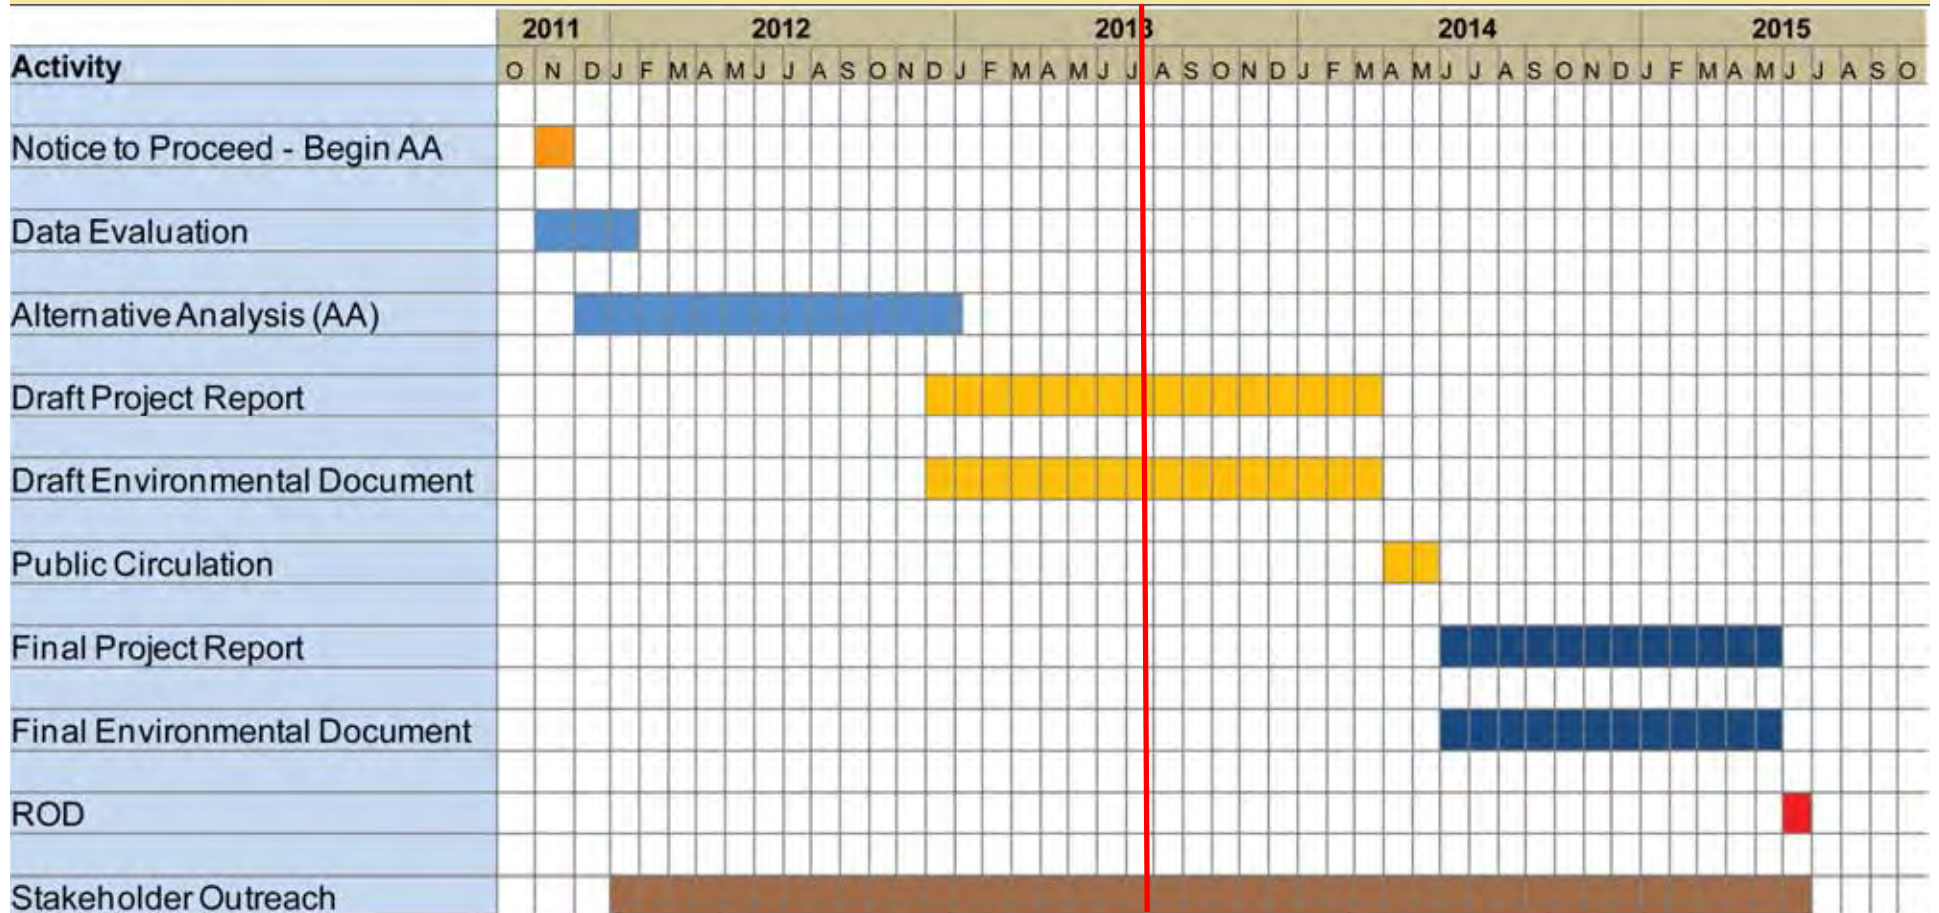 2011 2012 2013 2014 2015
Activity O N D J F M A M J J A S O N D J F M A M J J A S O N D J F M A M J J A S O N D J F M A M J J A S O
Notice to Proceed - Begin AA
Data Evaluation
Alternative Analysis (AA)
Draft Project Report
Draft Environmental Document
Public Circulation
Final Project Report
Final Environmental Document
ROD
Stakeholder Outreach